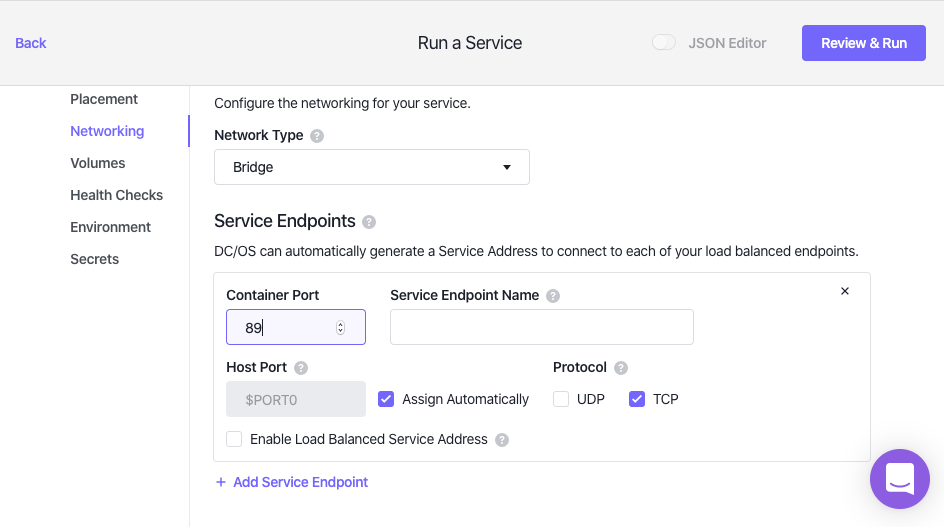 Back
Run a Service
JSON Editor
Review & Run
Placement
Networking
Volumes
Health Checks
Environment
Secrets
Configure the networking for your service.
Network Type ?
Bridge
Service Endpoints ?
DC/OS can automatically generate a Service Address to connect to each of your load balanced endpoints.
Container Port
Service Endpoint Name ?
89
Host Port ?
Protocol ?
$PORT0
Assign Automatically
UDP
TCP
Enable Load Balanced Service Address ?
+ Add Service Endpoint